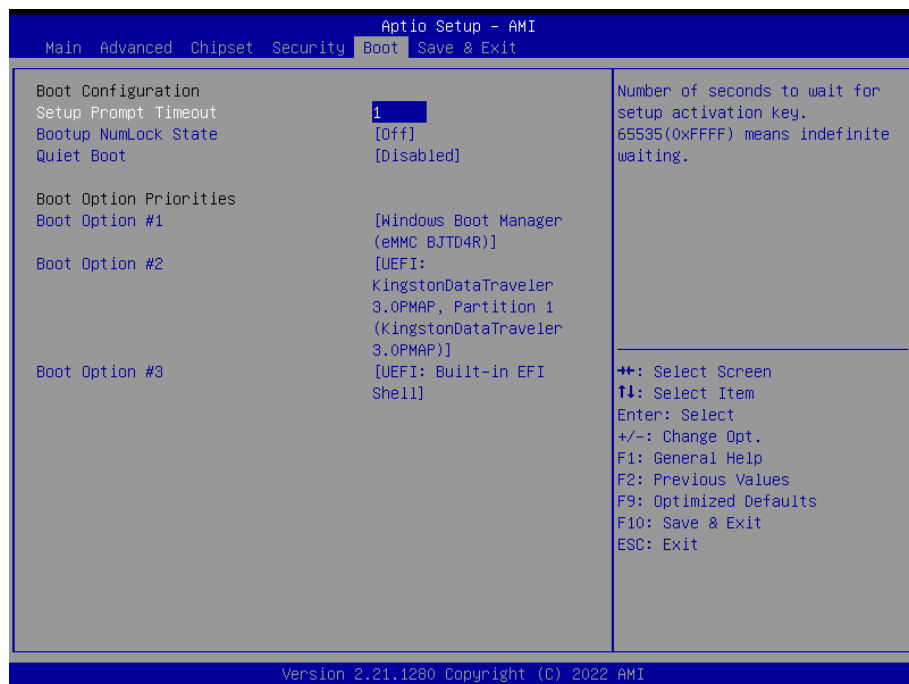 Aptio Setup – AMI
Main Advanced Chipset Security Boot Save & Exit
Boot Configuration
Setup Prompt Timeout 1
Bootup NumLock State [Off]
Quiet Boot [Disabled]
Boot Option Priorities
Boot Option #1 [Windows Boot Manager
(eMMC BJTD4R)]
Boot Option #2 [UEFI:
KingstonDataTraveler
3.0PMAP, Partition 1
(KingstonDataTraveler
3.0PMAP)]
Boot Option #3 [UEFI: Built-in EFI
Shell]
Number of seconds to wait for
setup activation key.
65535(0xFFFF) means indefinite
waiting.
→←: Select Screen
↑↓: Select Item
Enter: Select
+/-: Change Opt.
F1: General Help
F2: Previous Values
F9: Optimized Defaults
F10: Save & Exit
ESC: Exit
Version 2.21.1280 Copyright (C) 2022 AMI